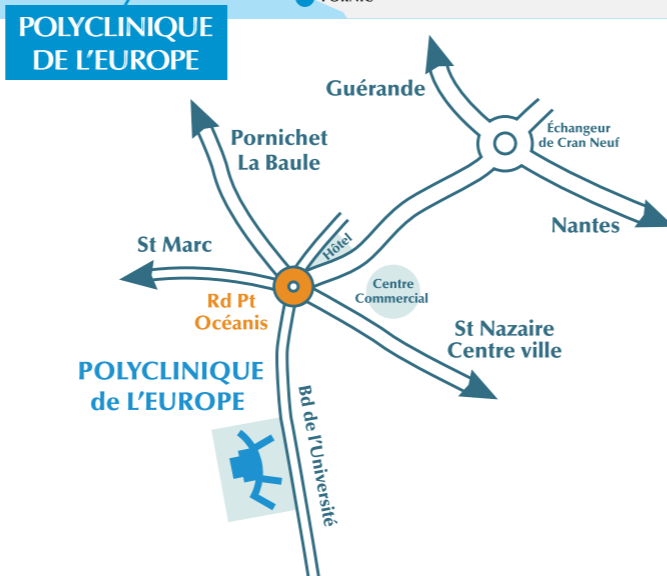 POLYCLINIQUE
DE L'EUROPE
Guérande
Échangeur
de Cran Neuf
Pornichet
La Baule
Nantes
St Marc
Hôtel
Centre
Commercial
Rd Pt
Océanis
St Nazaire
Centre ville
POLYCLINIQUE
de L'EUROPE
Bd de l'Université